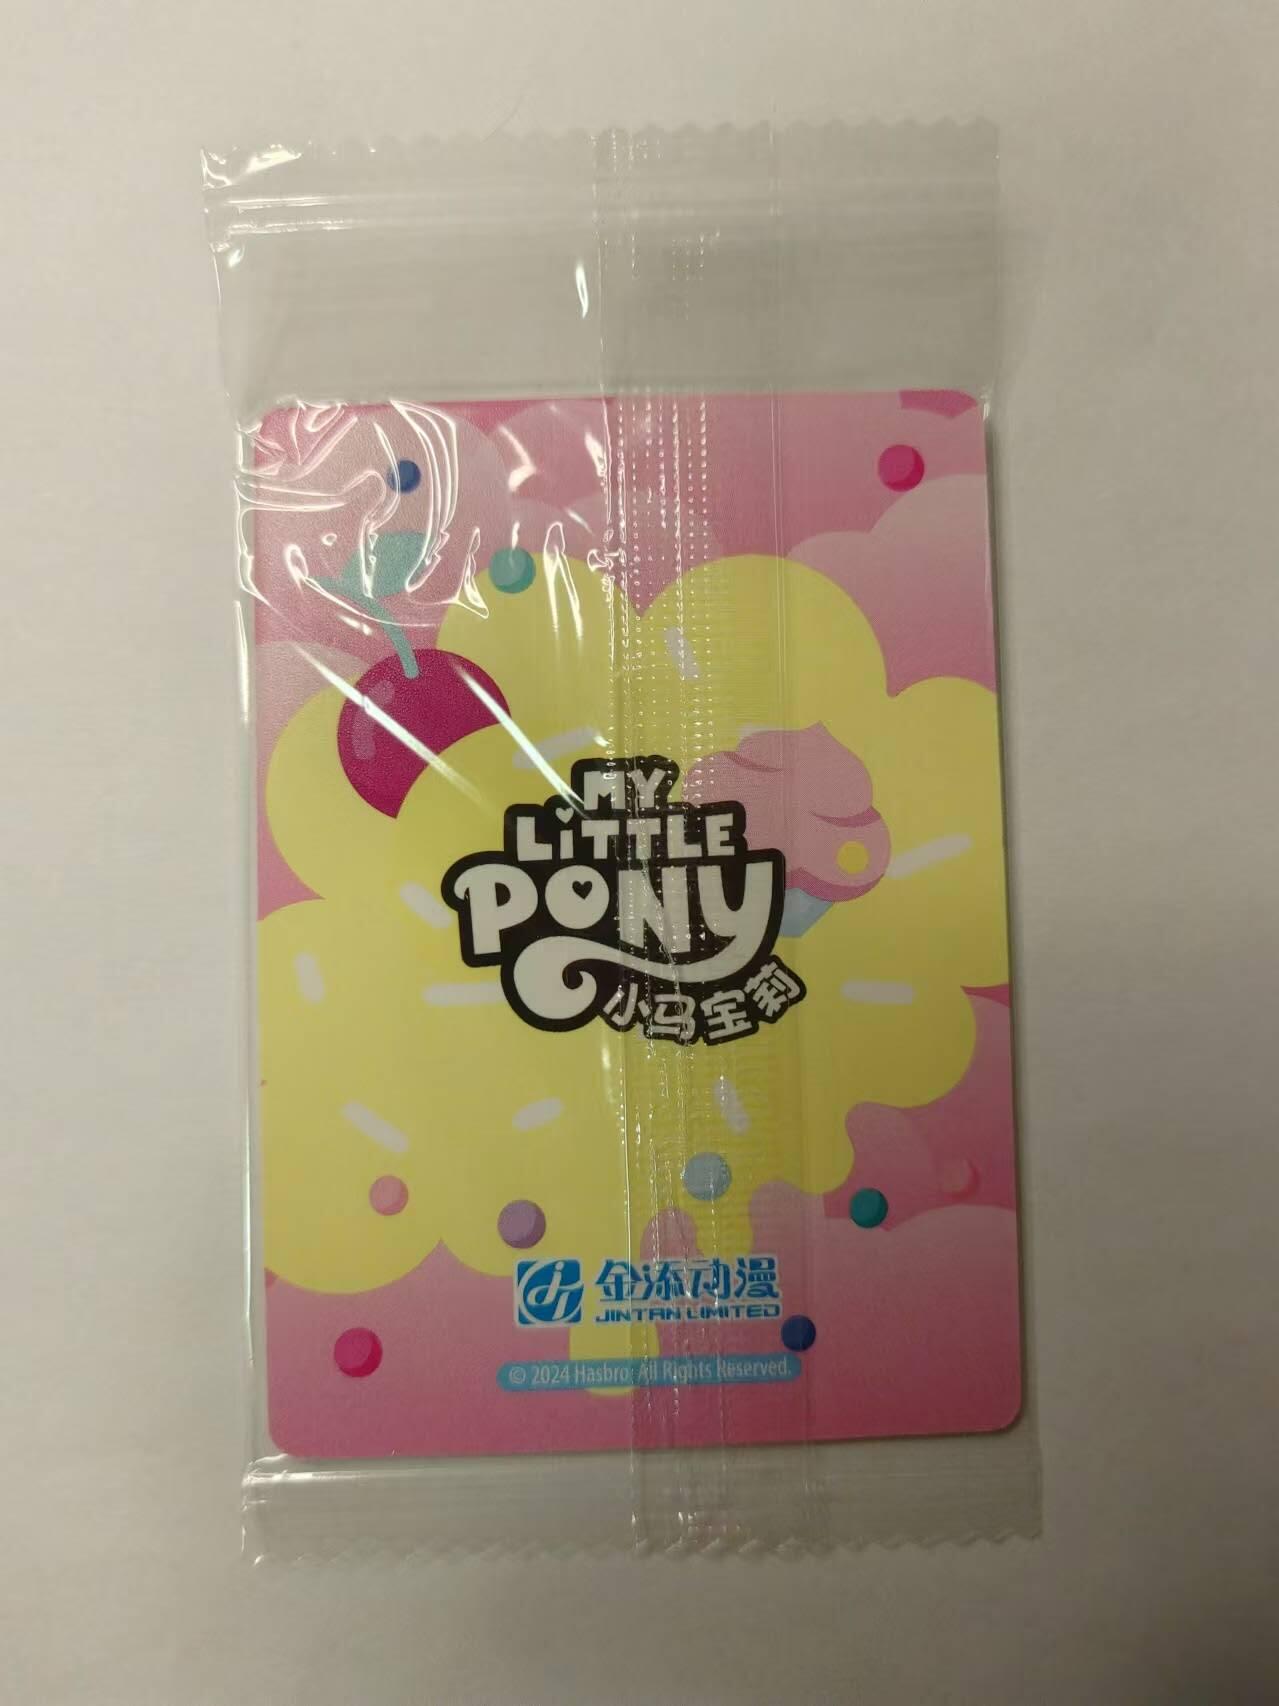 MY
LiTTLE
PONY
小马宝莉
金添动漫
JINTAN LIMITED
© 2024 Hasbro. All Rights Reserved.